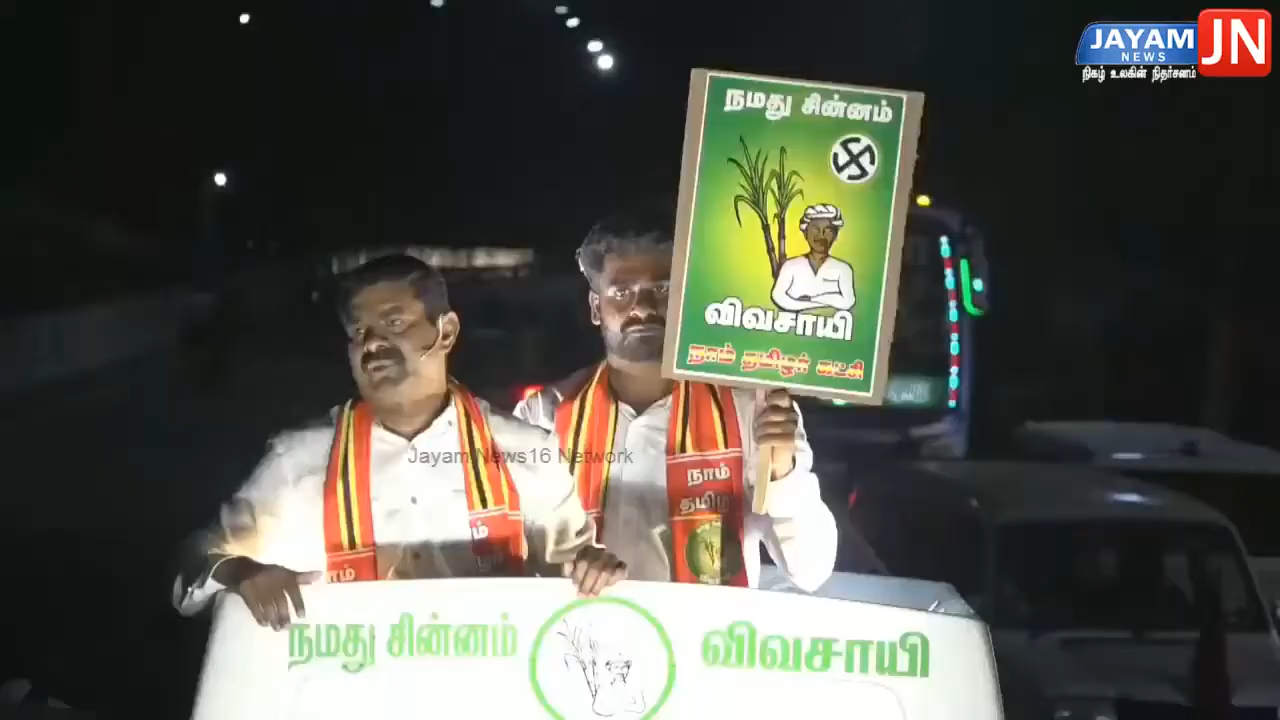 JAYAM JN
NEWS
நிகழ் உலகின் நிதர்சனம்
நமது சின்னம்
விவசாயி
நாம் தமிழர் கட்சி
Jayam News16 Network
நாம்
தமிழ
நமது சின்னம் விவசாயி